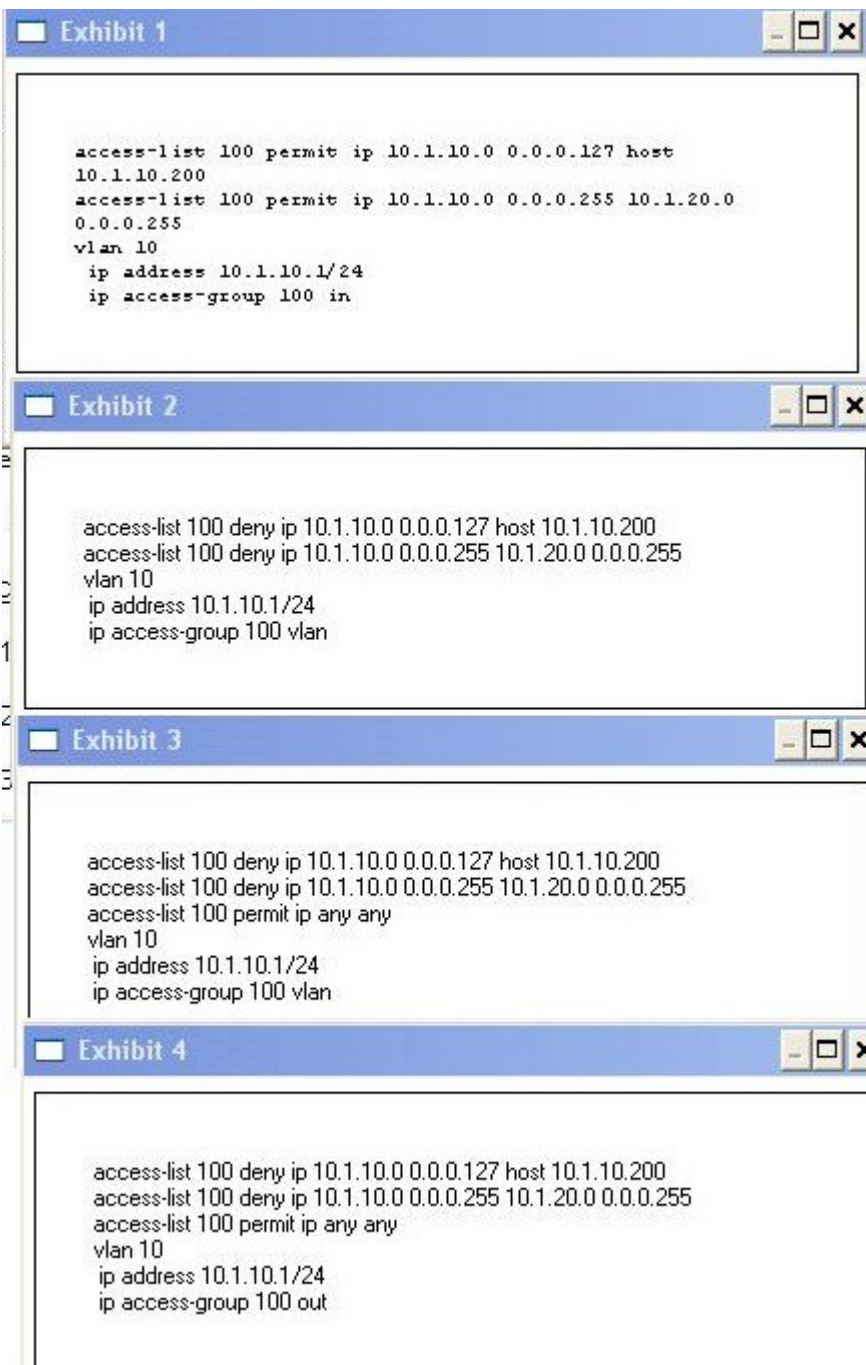 Exhibit 1
access-list 100 permit ip 10.1.10.0 0.0.0.127 host
10.1.10.200
access-list 100 permit ip 10.1.10.0 0.0.0.255 10.1.20.0
0.0.0.255
vlan 10
ip address 10.1.10.1/24
ip access-group 100 in
Exhibit 2
access-list 100 deny ip 10.1.10.0 0.0.0.127 host 10.1.10.200
access-list 100 deny ip 10.1.10.0 0.0.0.255 10.1.20.0 0.0.0.255
vlan 10
ip address 10.1.10.1/24
ip access-group 100 vlan
Exhibit 3
access-list 100 deny ip 10.1.10.0 0.0.0.127 host 10.1.10.200
access-list 100 deny ip 10.1.10.0 0.0.0.255 10.1.20.0 0.0.0.255
access-list 100 permit ip any any
vlan 10
ip address 10.1.10.1/24
ip access-group 100 vlan
Exhibit 4
access-list 100 deny ip 10.1.10.0 0.0.0.127 host 10.1.10.200
access-list 100 deny ip 10.1.10.0 0.0.0.255 10.1.20.0 0.0.0.255
access-list 100 permit ip any any
vlan 10
ip address 10.1.10.1/24
ip access-group 100 out